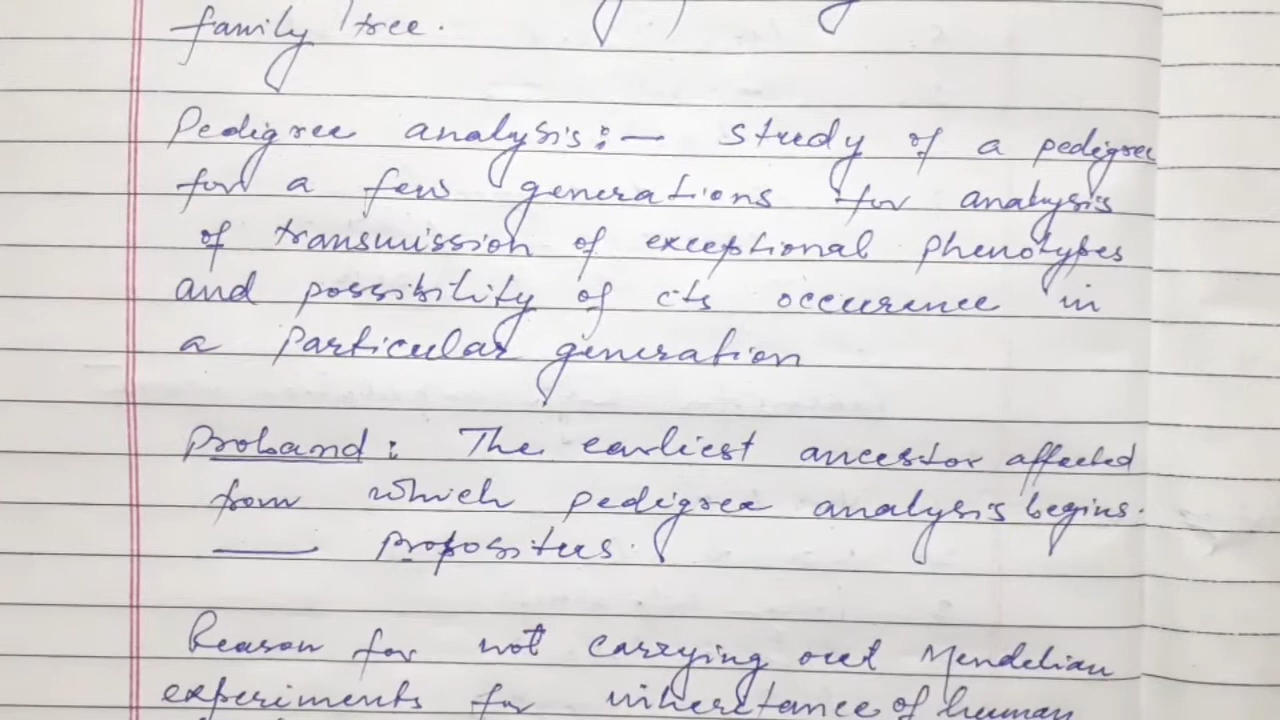 family tree.
Pedigree analysis:— study of a pedigree
for a few generations for analysis
of transmission of exceptional phenotypes
and possibility of its occurence in
a particular generation
Proband: The earliest ancestor affected
from which pedigree analysis begins.
— propositus.
Reason for not carrying out Mendelian
experiments for inheretance of human